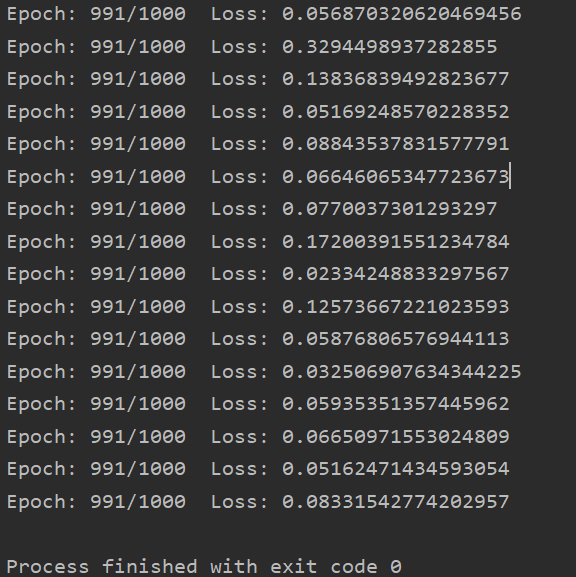 Epoch: 991/1000  Loss: 0.056870320620469456
Epoch: 991/1000  Loss: 0.3294498937282855
Epoch: 991/1000  Loss: 0.13836839492823677
Epoch: 991/1000  Loss: 0.05169248570228352
Epoch: 991/1000  Loss: 0.08843537831577791
Epoch: 991/1000  Loss: 0.06646065347723673
Epoch: 991/1000  Loss: 0.0770037301293297
Epoch: 991/1000  Loss: 0.17200391551234784
Epoch: 991/1000  Loss: 0.02334248833297567
Epoch: 991/1000  Loss: 0.12573667221023593
Epoch: 991/1000  Loss: 0.05876806576944113
Epoch: 991/1000  Loss: 0.032506907634344225
Epoch: 991/1000  Loss: 0.05935351357445962
Epoch: 991/1000  Loss: 0.06650971553024809
Epoch: 991/1000  Loss: 0.05162471434593054
Epoch: 991/1000  Loss: 0.08331542774202957
Process finished with exit code 0